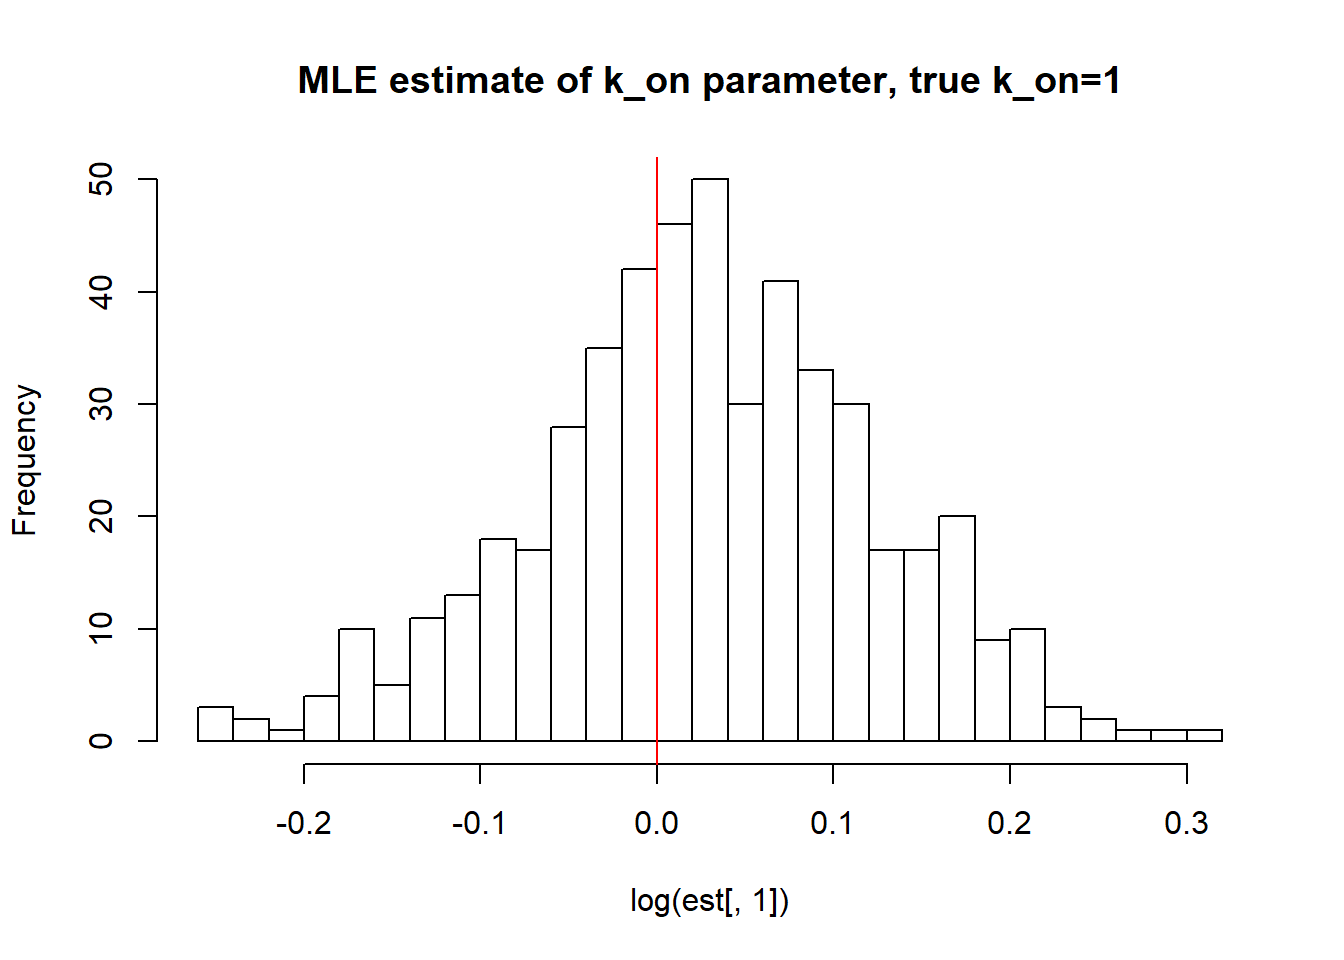 MLE estimate of k_on parameter, true k_on=1
50
40
30
20
10
0
Frequency
-0.2 -0.1 0.0 0.1 0.2 0.3
log(est[, 1])